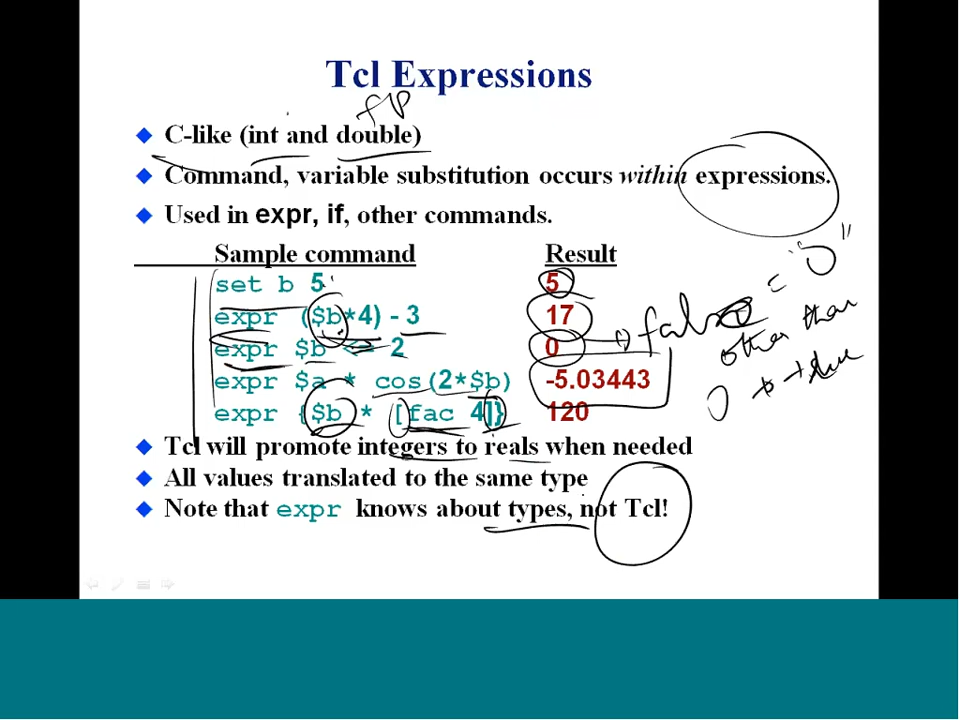 Tcl Expressions
FP
C-like (int and double)
Command, variable substitution occurs within expressions.
Used in expr, if, other commands.
Sample command Result
set b 5 5
expr ($b*4) - 3 17
expr $b <= 2 0
expr $a * cos(2*$b) -5.03443
expr {$b * [fac 4]} 120
false = "0"
other than
0 → true
Tcl will promote integers to reals when needed
All values translated to the same type
Note that expr knows about types, not Tcl!